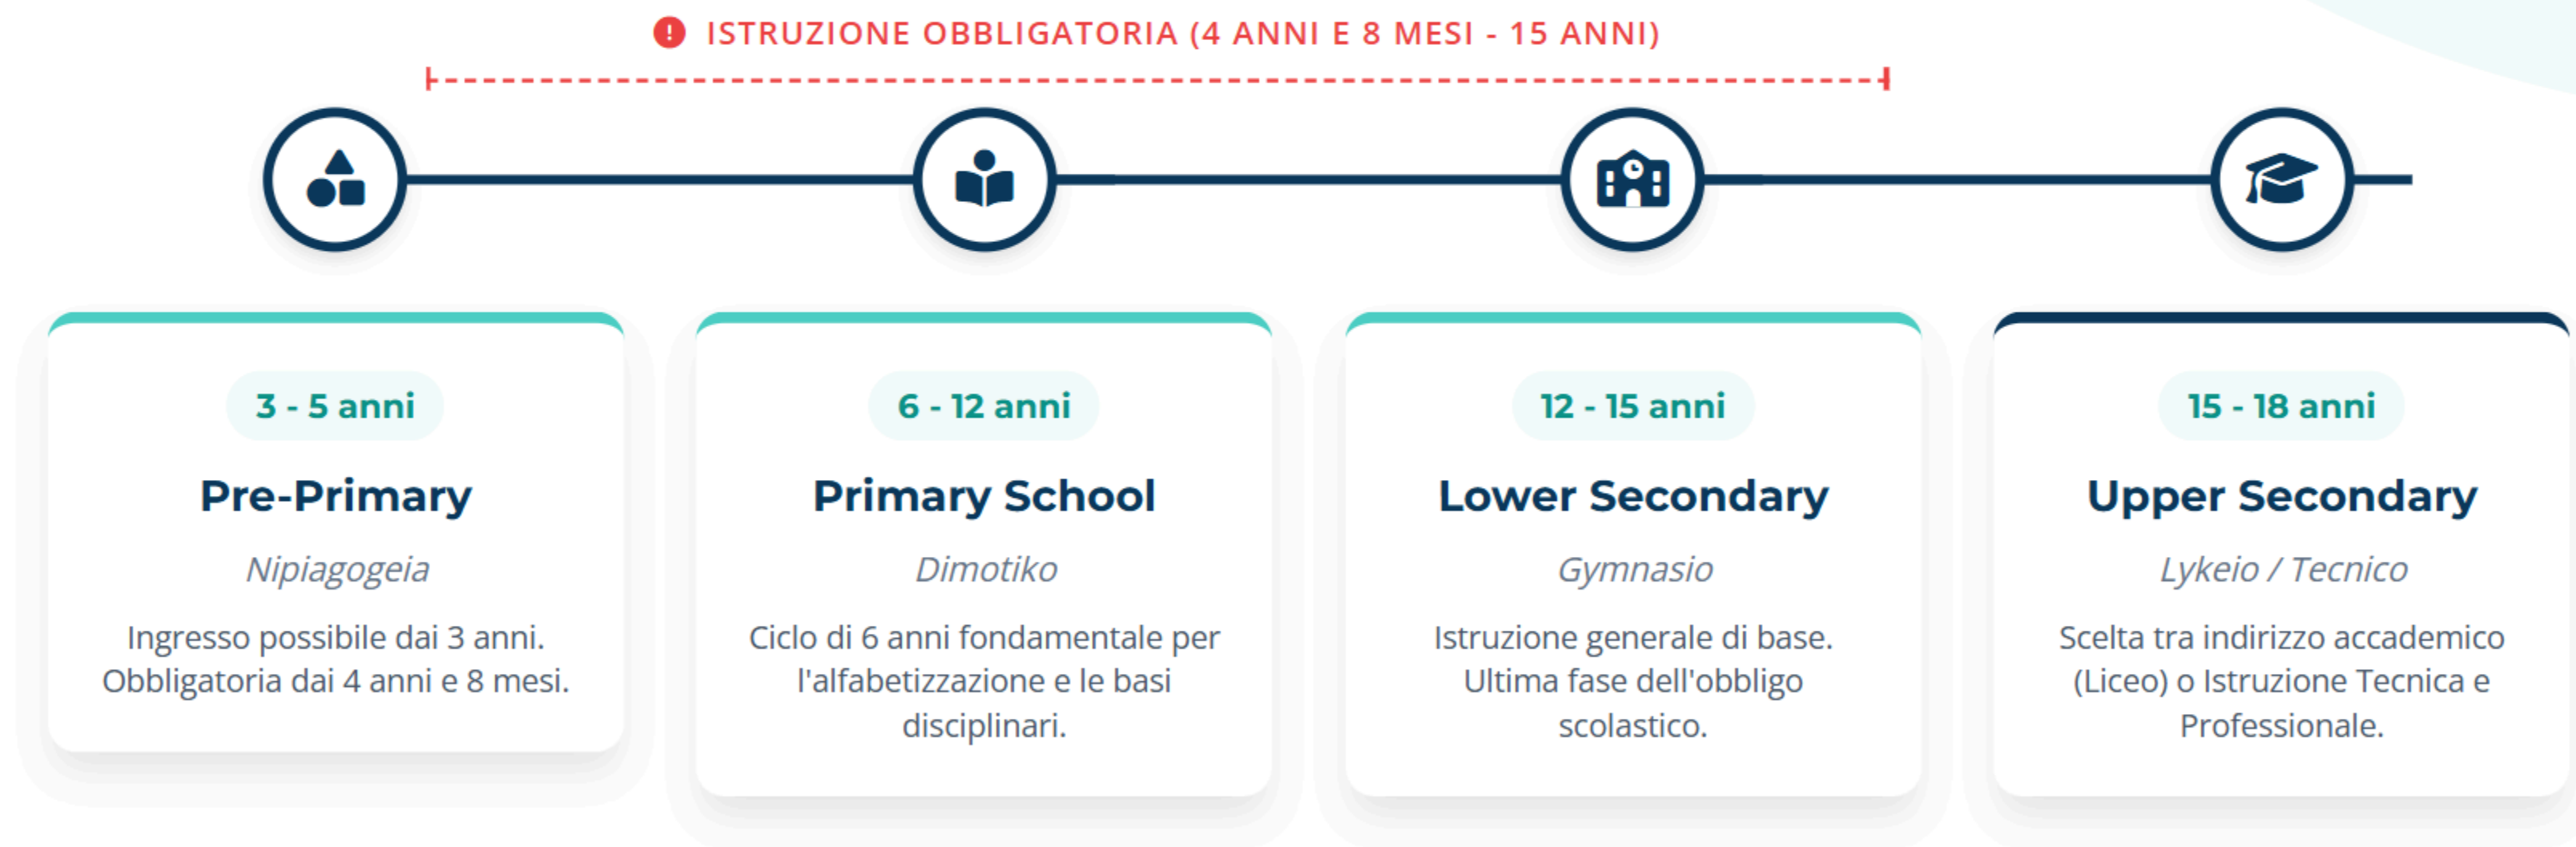 ISTRUZIONE OBBLIGATORIA (4 ANNI E 8 MESI - 15 ANNI)
3 - 5 anni
Pre-Primary
Nipiagogeia
Ingresso possibile dai 3 anni.
Obbligatoria dai 4 anni e 8 mesi.
6 - 12 anni
Primary School
Dimotiko
Ciclo di 6 anni fondamentale per
l'alfabetizzazione e le basi
disciplinari.
12 - 15 anni
Lower Secondary
Gymnasio
Istruzione generale di base.
Ultima fase dell'obbligo
scolastico.
15 - 18 anni
Upper Secondary
Lykeio / Tecnico
Scelta tra indirizzo accademico
(Liceo) o Istruzione Tecnica e
Professionale.